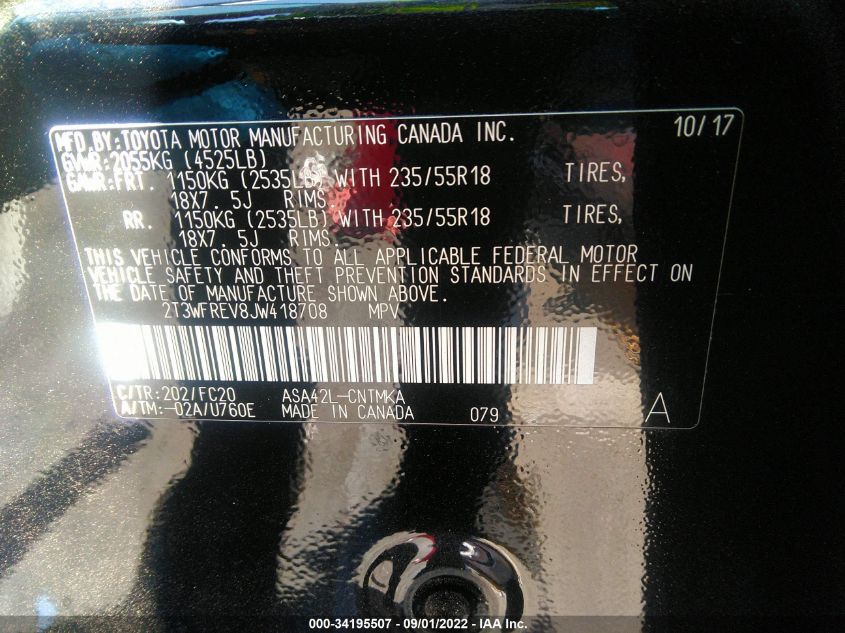 MFD.BY:TOYOTA MOTOR MANUFACTURING CANADA INC. 10/17
GVWR:2055KG (4525LB)
GAWR:FRT. 1150KG (2535LB) WITH 235/55R18 TIRES,
18X7.5J RIMS.
RR. 1150KG (2535LB) WITH 235/55R18 TIRES,
18X7.5J RIMS.
THIS VEHICLE CONFORMS TO ALL APPLICABLE FEDERAL MOTOR
VEHICLE SAFETY AND THEFT PREVENTION STANDARDS IN EFFECT ON
THE DATE OF MANUFACTURE SHOWN ABOVE.
2T3WFREV8JW418708 MPV
C/TR:202/FC20 ASA42L-CNTMKA
A/TM:-02A/U760E MADE IN CANADA 079 A
000-34195507 - 09/01/2022 - IAA Inc.